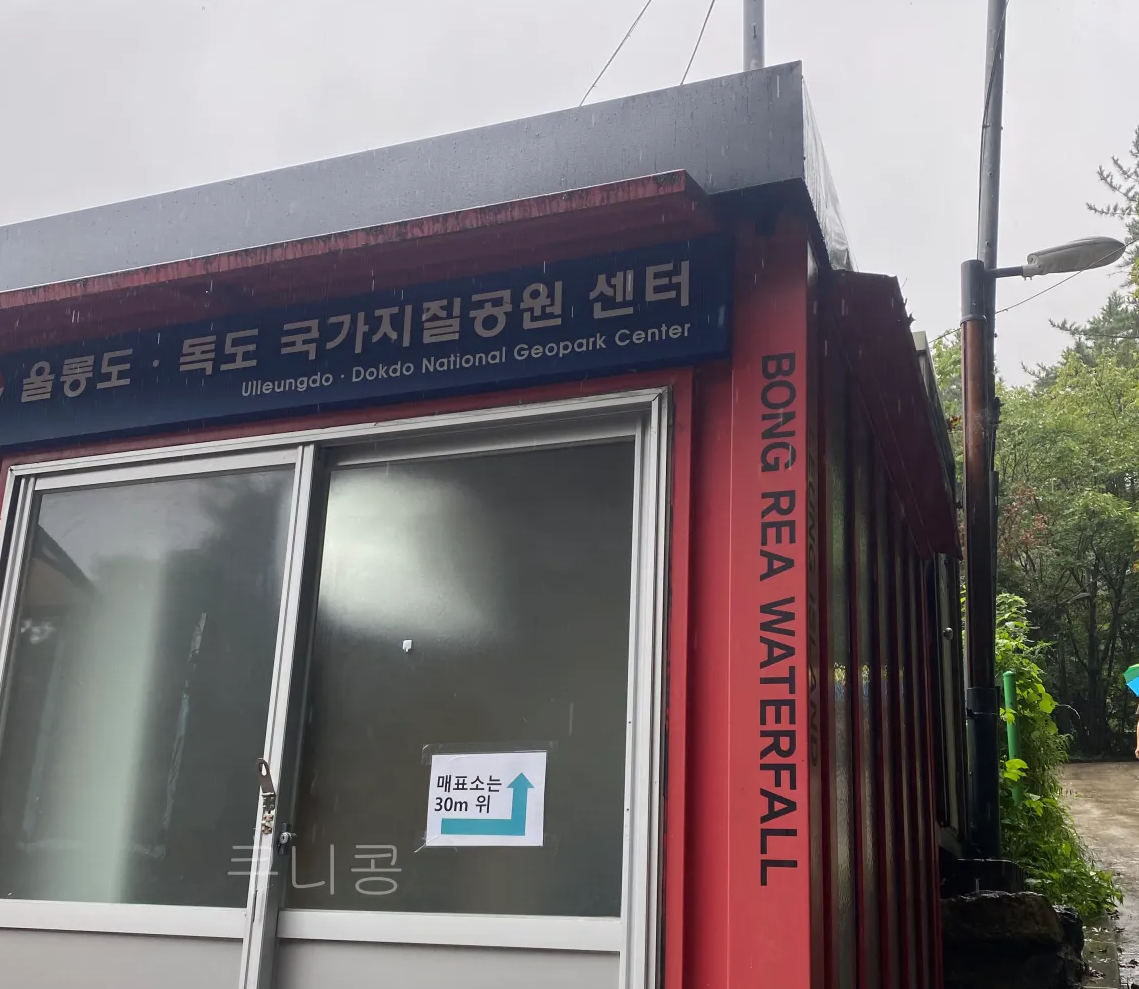 울릉도 · 독도 국가지질공원 센터
Ulleungdo · Dokdo National Geopark Center
BONG REA WATERFALL
매표소는
30m 위
쿠니콩